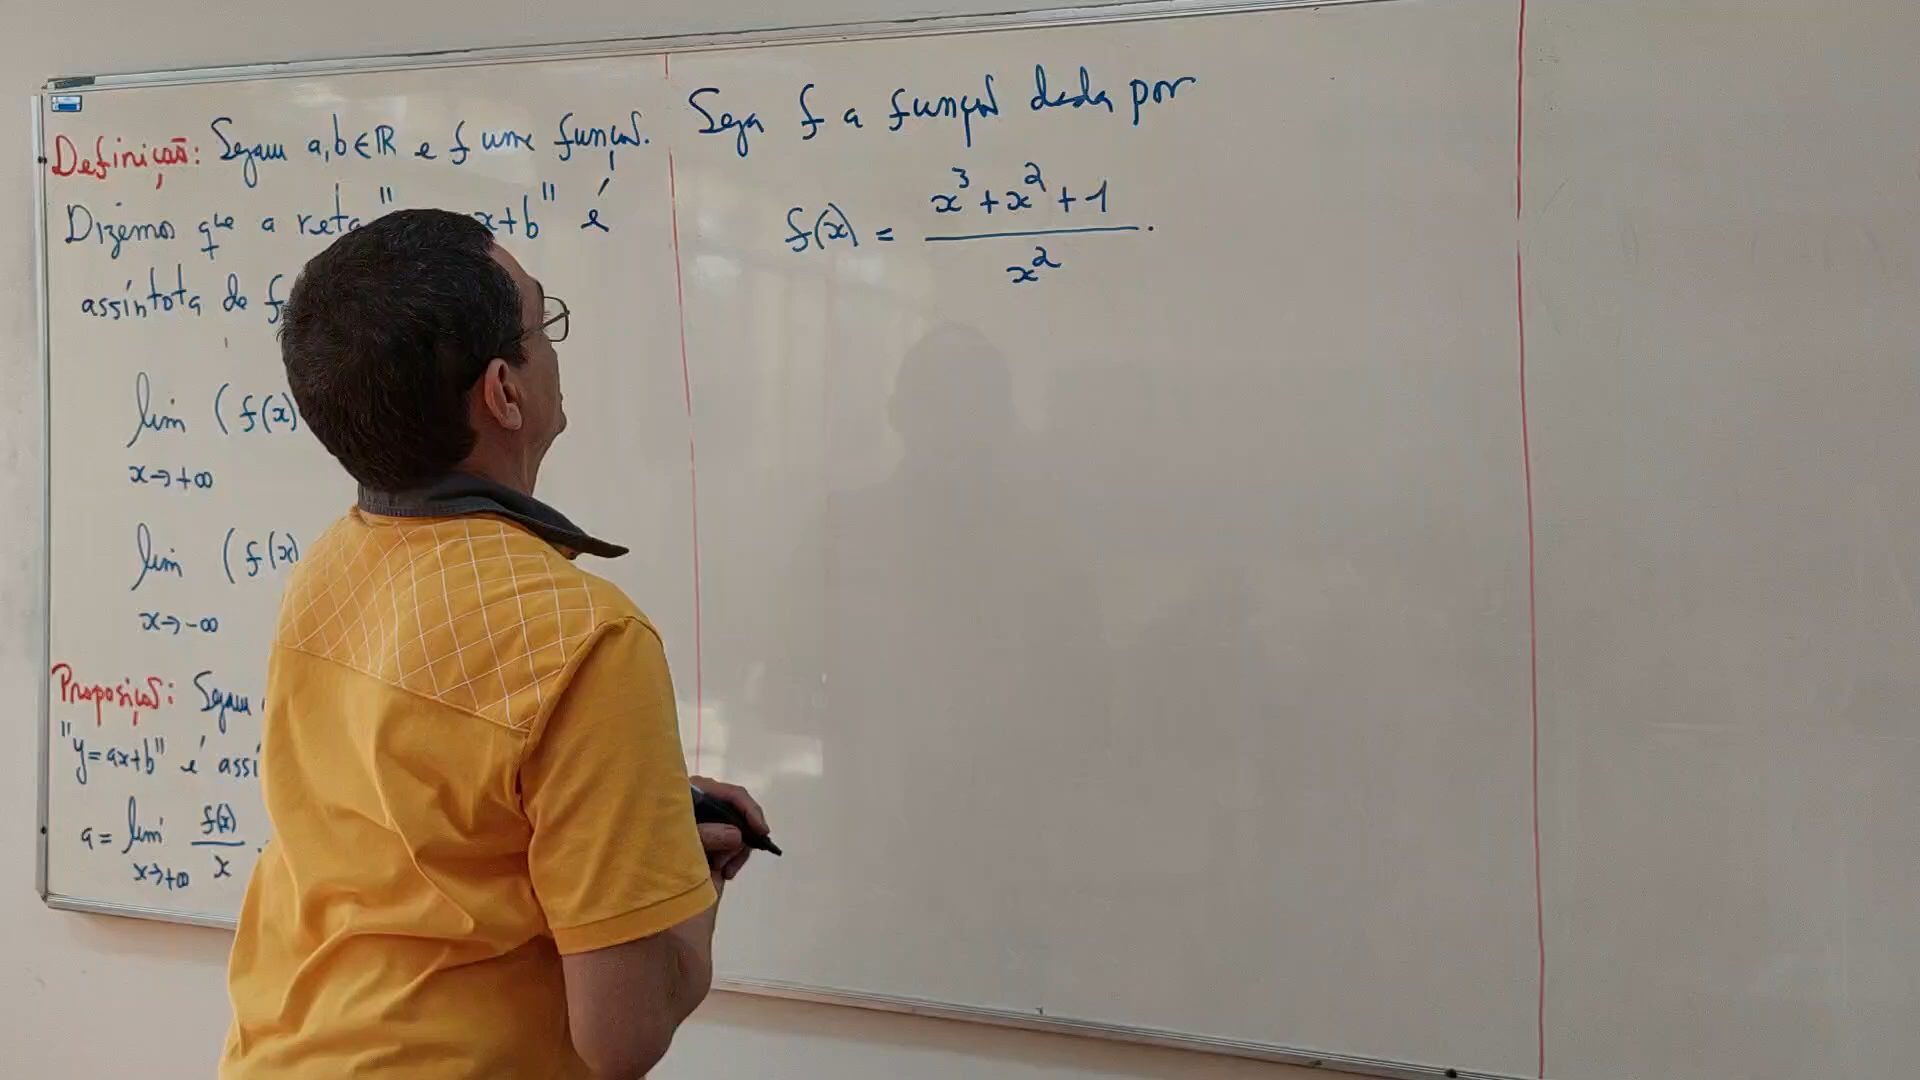 Definição: Sejam a, b ∈ ℝ e f uma função.
Dizemos que a reta " x+b" é
assíntota de f
lim (f(x)
x→+∞
lim (f(x)
x→-∞
Proposição: Sejam
"y=ax+b" é assí
a = lim f(x)/x
x→+∞
Seja f a função dada por
f(x) = (x³+x²+1)/x².